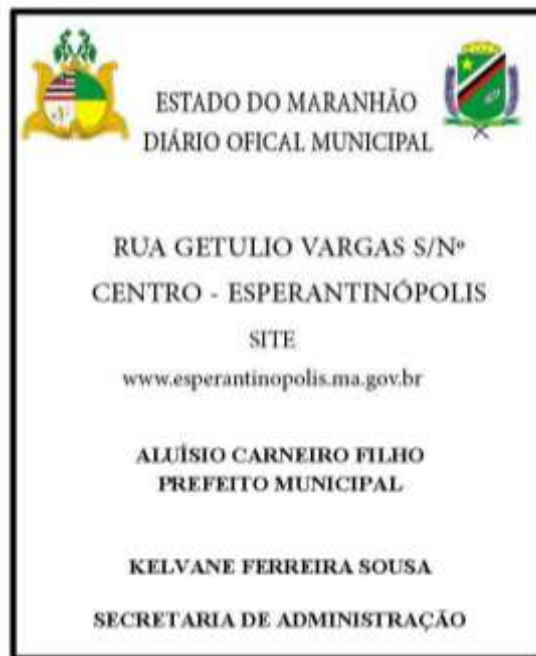 ESTADO DO MARANHÃO
DIÁRIO OFICAL MUNICIPAL
RUA GETULIO VARGAS S/Nº
CENTRO - ESPERANTINÓPOLIS
SITE
www.esperantinopolis.ma.gov.br
ALUÍSIO CARNEIRO FILHO
PREFEITO MUNICIPAL
KELVANE FERREIRA SOUSA
SECRETARIA DE ADMINISTRAÇÃO